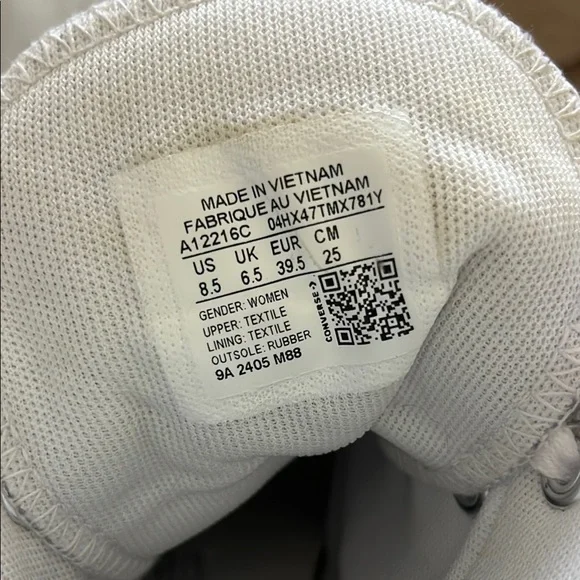 MADE IN VIETNAM
FABRIQUE AU VIETNAM
A12216C 04HX47TMX781Y
US UK EUR CM
8.5 6.5 39.5 25
GENDER: WOMEN
UPPER: TEXTILE
LINING: TEXTILE
OUTSOLE: RUBBER
9A 2405 M88
CONVERSE